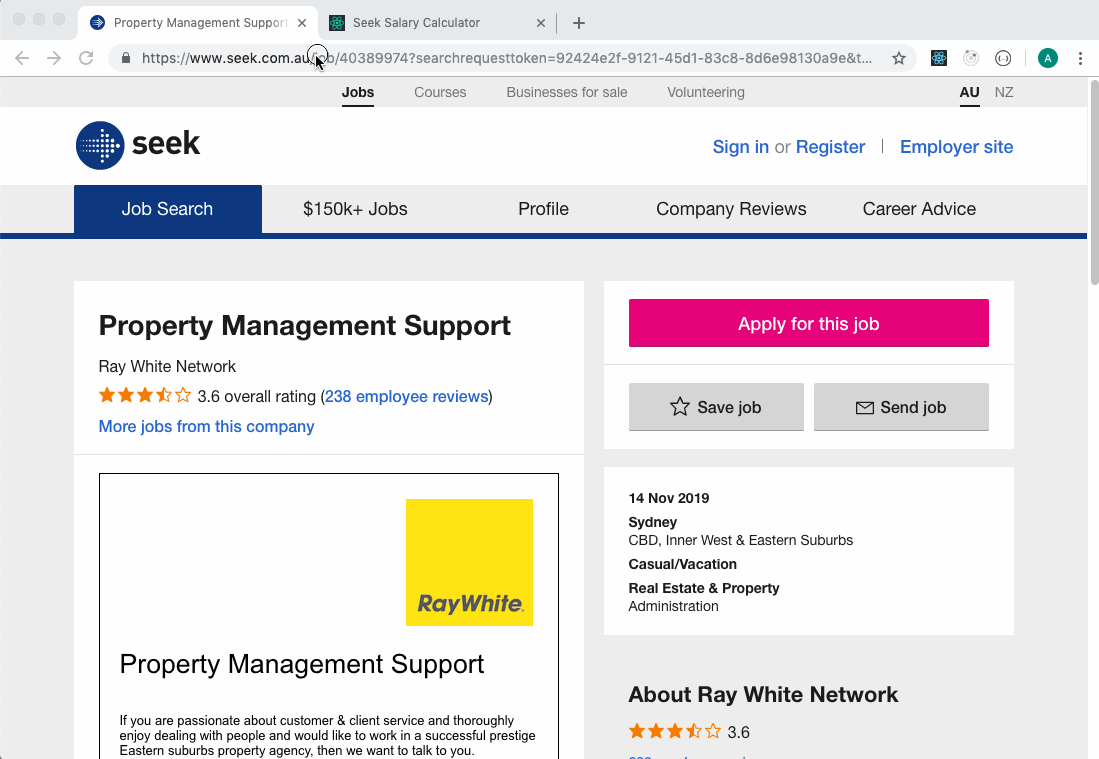 Property Management Support
Seek Salary Calculator
https://www.seek.com.au/job/40389974?searchrequesttoken=92424e2f-9121-45d1-83c8-8d6e98130a9e&t...
A
Jobs
Courses
Businesses for sale
Volunteering
AU
NZ
seek
Sign in or Register
Employer site
Job Search
$150k+ Jobs
Profile
Company Reviews
Career Advice
Property Management Support
Ray White Network
3.6 overall rating (238 employee reviews)
More jobs from this company
RayWhite.
Property Management Support
If you are passionate about customer & client service and thoroughly
enjoy dealing with people and would like to work in a successful prestige
Eastern suburbs property agency, then we want to talk to you.
Apply for this job
Save job
Send job
14 Nov 2019
Sydney
CBD, Inner West & Eastern Suburbs
Casual/Vacation
Real Estate & Property
Administration
About Ray White Network
3.6